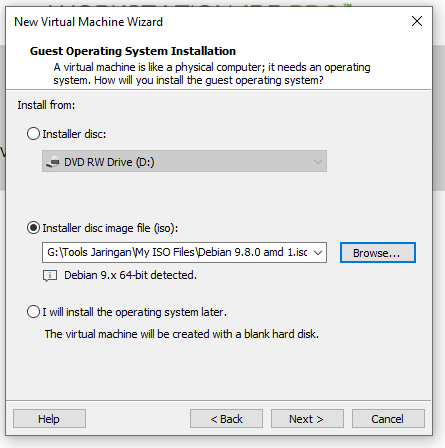 New Virtual Machine Wizard
Guest Operating System Installation
A virtual machine is like a physical computer; it needs an operating
system. How will you install the guest operating system?
Install from:
Installer disc:
DVD RW Drive (D:)
Installer disc image file (iso):
G:\Tools Jaringan\My ISO Files\Debian 9.8.0 amd 1.iso
Browse...
Debian 9.x 64-bit detected.
I will install the operating system later.
The virtual machine will be created with a blank hard disk.
Help
< Back
Next >
Cancel